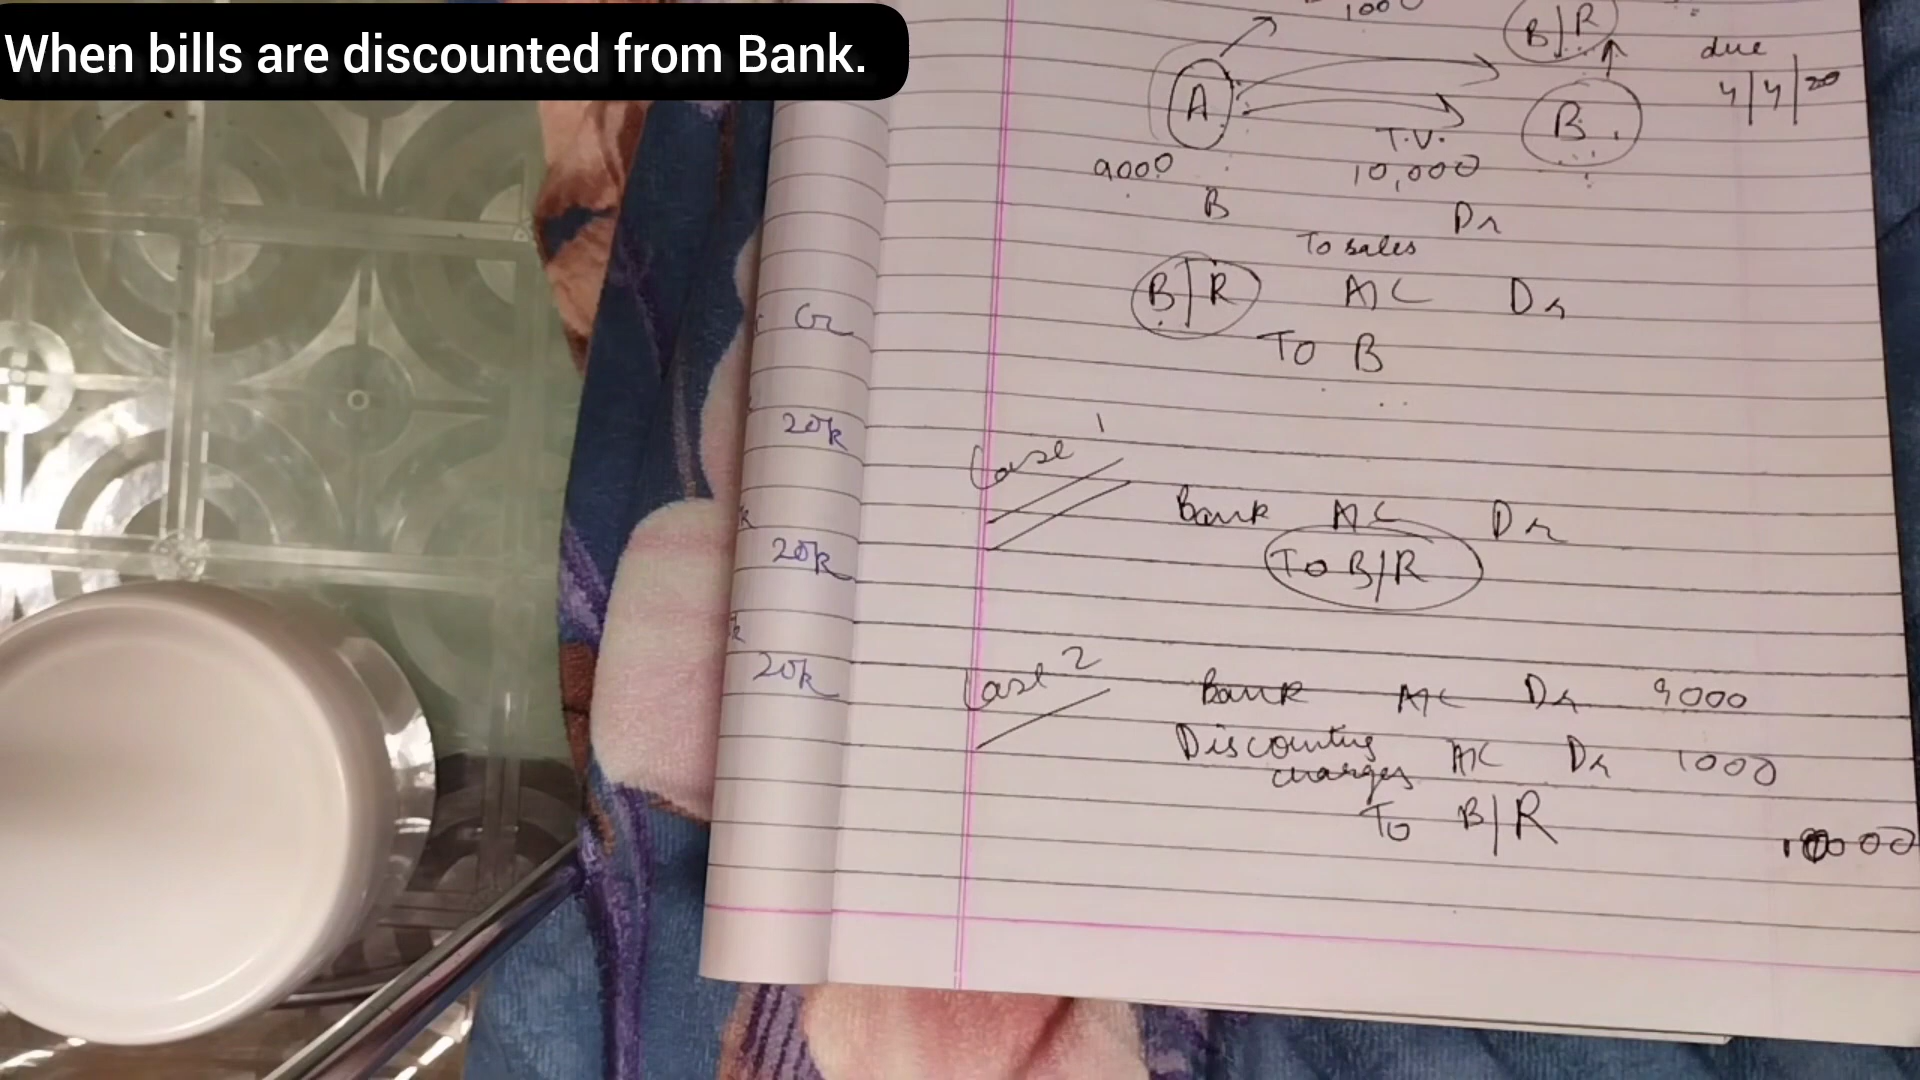 When bills are discounted from Bank.
1000
B/R
due
4/4/20
A
B.
T.V.
9000
10,000
B Dr
To sales
B/R A/C Dr
To B
Cr
20k
Case 1
Bank A/C Dr
To B/R
20k
Case 2
20k
Bank A/C Dr 9000
Discounting A/C Dr 1000
charges
To B/R
10000